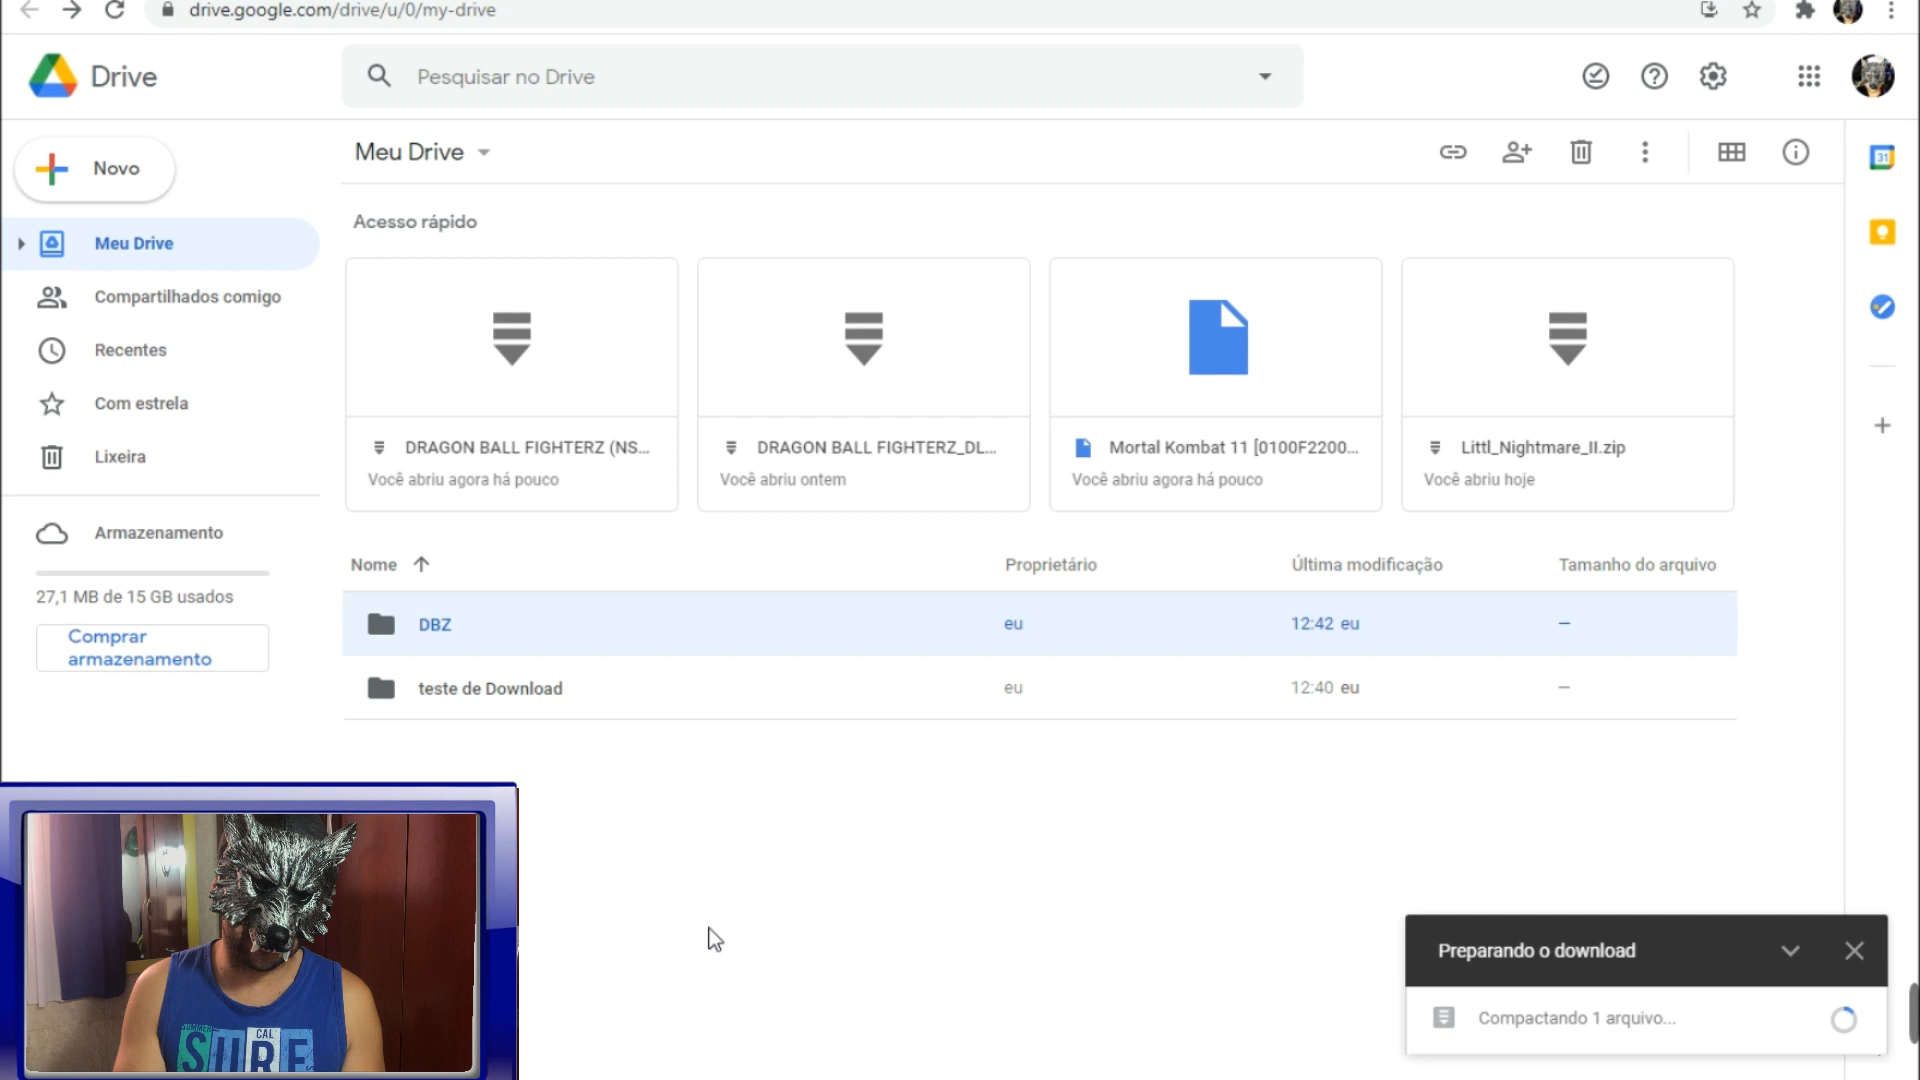 drive.google.com/drive/u/0/my-drive
Drive
Pesquisar no Drive
Novo
Meu Drive
31
Meu Drive
Compartilhados comigo
Recentes
Com estrela
Lixeira
Armazenamento
27,1 MB de 15 GB usados
Comprar
armazenamento
Acesso rápido
DRAGON BALL FIGHTERZ (NS...
Você abriu agora há pouco
DRAGON BALL FIGHTERZ_DL...
Você abriu ontem
Mortal Kombat 11 [0100F2200...
Você abriu agora há pouco
Littl_Nightmare_II.zip
Você abriu hoje
Nome Proprietário Última modificação Tamanho do arquivo
DBZ eu 12:42 eu –
teste de Download eu 12:40 eu –
SUMMER
CAL
SURF
Preparando o download
Compactando 1 arquivo...